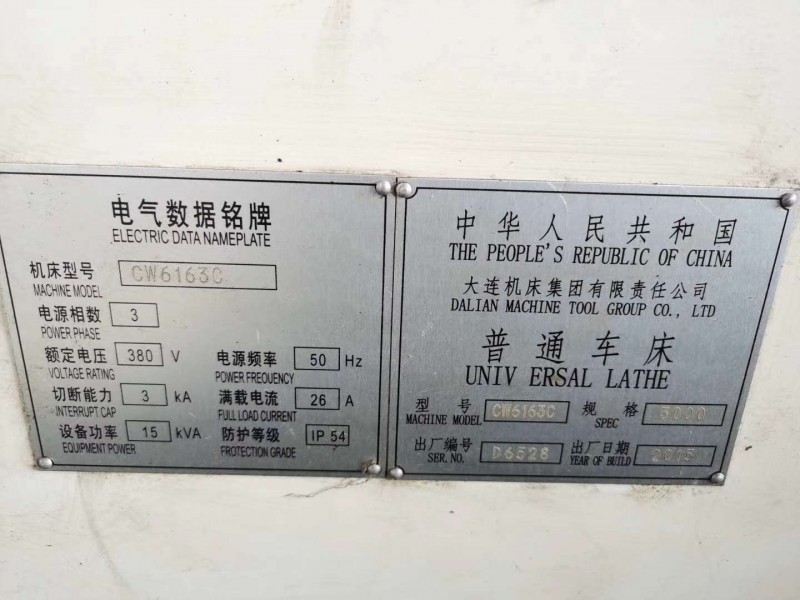 电气数据铭牌
ELECTRIC DATA NAMEPLATE
机床型号 CW6163C
MACHINE MODEL
电源相数 3
POWER PHASE
额定电压 380 V 电源频率 50 Hz
VOLTAGE RATING POWER FREOUENCY
切断能力 3 kA 满载电流 26 A
INTERRUPT CAP FULL LOAD CURRENT
设备功率 15 kVA 防护等级 IP 54
EQUIPMENT POWER FROTECTION GRADE
中华人民共和国
THE PEOPLE'S REPUBLIC OF CHINA
大连机床集团有限责任公司
DALIAN MACHINE TOOL GROUP CO., LTD
普通车床
UNIV ERSAL LATHE
型号 CW6163C 规格 3000
MACHINE MODEL SPEC
出厂编号 D6528 出厂日期 2015
SER.NO. YEAR OF BUILD